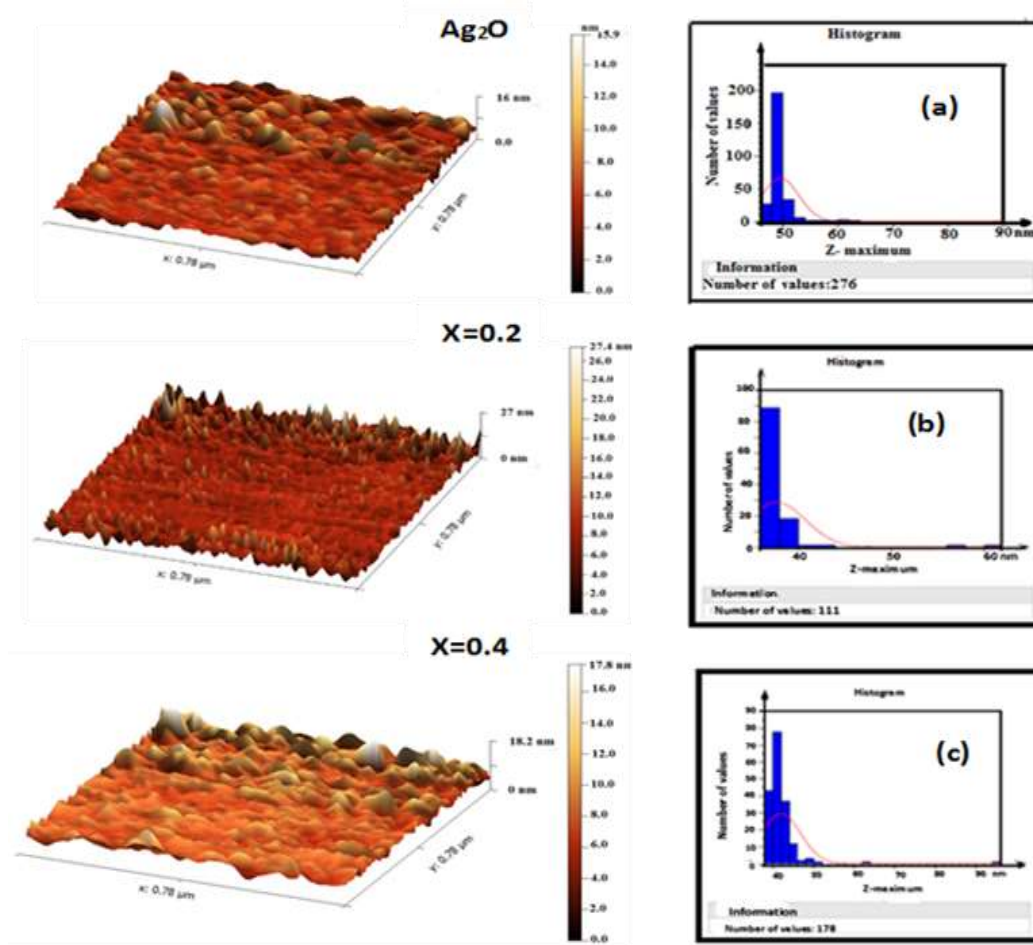 Ag₂O
nm
15.9
14.0
12.0
10.0
8.0
6.0
4.0
2.0
0.0
16 nm
0.0
x: 0.78 µm
y: 0.78 µm
Histogram
(a)
Number of values
200
150
100
50
0
50
60
70
80
90nm
Z- maximum
Information
Number of values:276
X=0.2
27.4 nm
26.0
24.0
22.0
20.0
18.0
16.0
14.0
12.0
10.0
8.0
6.0
4.0
2.0
0.0
27 nm
0 nm
x: 0.78 µm
y: 0.78 µm
Histogram
(b)
Number of values
100
80
60
40
20
0
40
50
60 nm
Z-maximum
Information
Number of values: 111
X=0.4
17.8 nm
16.0
14.0
12.0
10.0
8.0
6.0
4.0
2.0
0.0
18.2 nm
0 nm
x: 0.78 µm
y: 0.78 µm
Histogram
(c)
Number of values
90
80
70
60
50
40
30
20
10
0
40
50
60
70
80
90 nm
Z-maximum
Information
Number of values: 178